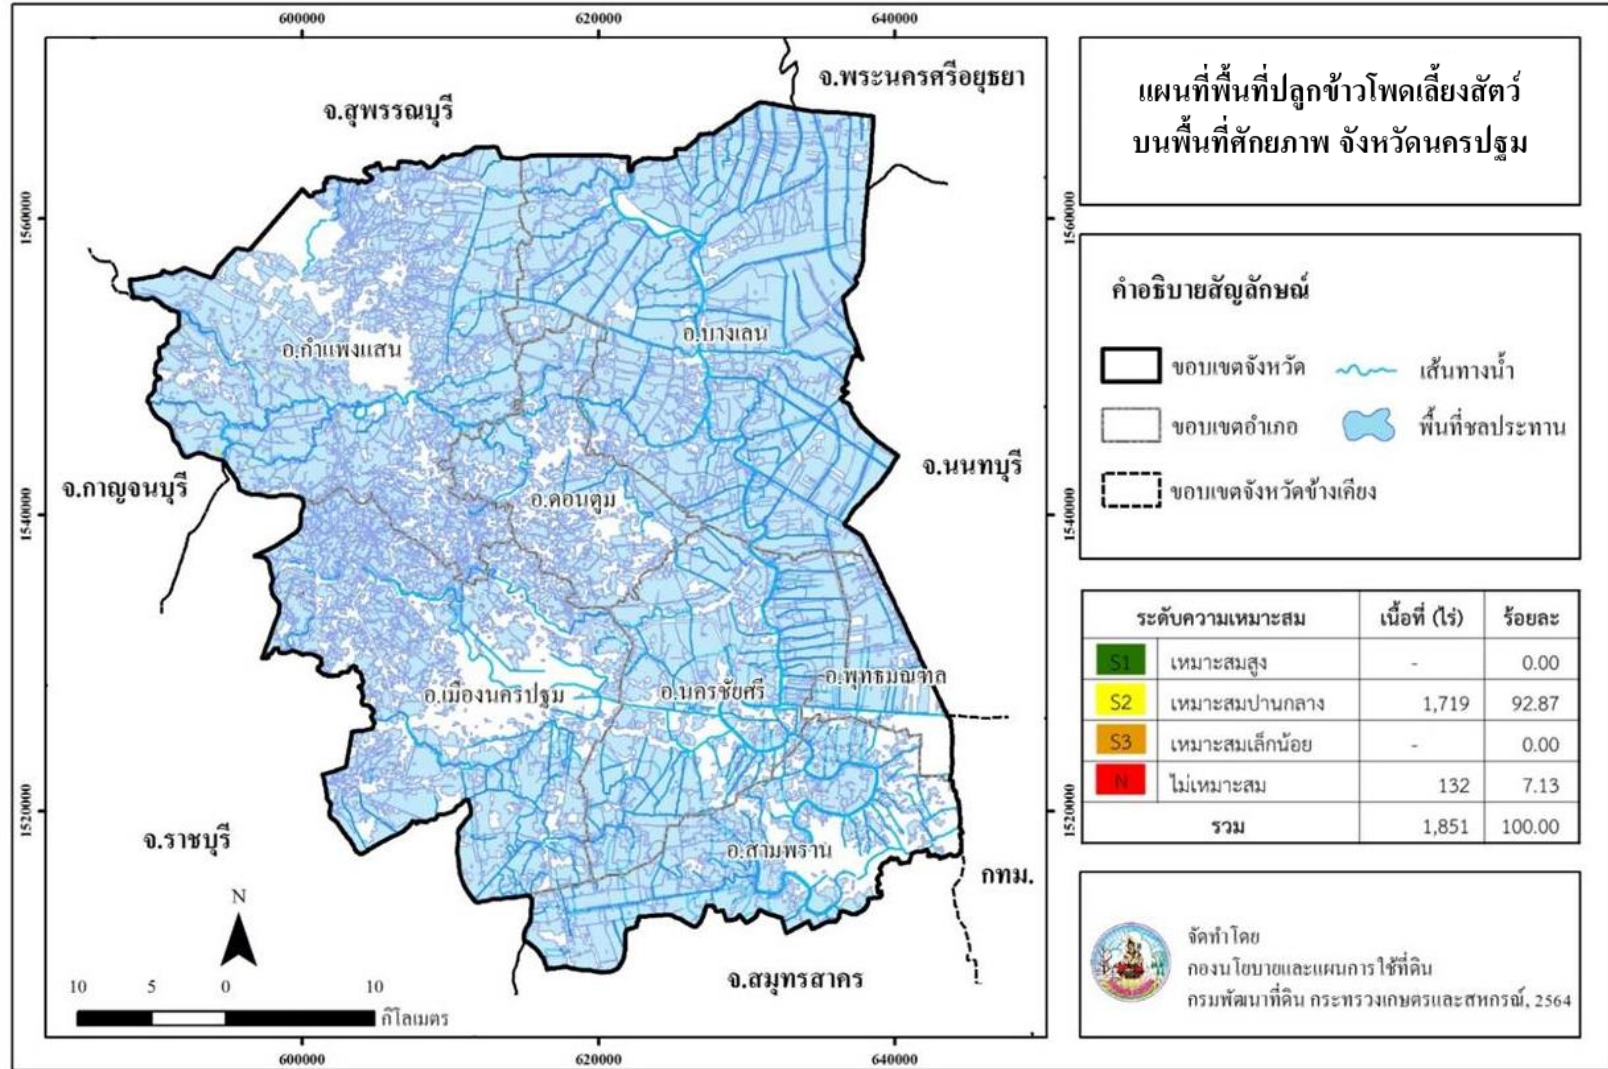 600000 620000 640000
จ.พระนครศรีอยุธยา
จ.สุพรรณบุรี
1560000 1560000
อ.บางเลน
อ.กำแพงแสน
จ.นนทบุรี
จ.กาญจนบุรี
อ.ดอนตูม
1540000 1540000
อ.พุทธมณฑล
อ.เมืองนครปฐม อ.นครชัยศรี
1520000 1520000
จ.ราชบุรี
อ.สามพราน
กทม.
N
จ.สมุทรสาคร
10 5 0 10
กิโลเมตร
600000 620000 640000
แผนที่พื้นที่ปลูกข้าวโพดเลี้ยงสัตว์
บนพื้นที่ศักยภาพ จังหวัดนครปฐม
คำอธิบายสัญลักษณ์
ขอบเขตจังหวัด เส้นทางน้ำ
ขอบเขตอำเภอ พื้นที่ชลประทาน
ขอบเขตจังหวัดข้างเคียง
ระดับความเหมาะสม เนื้อที่ (ไร่) ร้อยละ
S1 เหมาะสมสูง - 0.00
S2 เหมาะสมปานกลาง 1,719 92.87
S3 เหมาะสมเล็กน้อย - 0.00
N ไม่เหมาะสม 132 7.13
รวม 1,851 100.00
จัดทำโดย
กองนโยบายและแผนการใช้ที่ดิน
กรมพัฒนาที่ดิน กระทรวงเกษตรและสหกรณ์, 2564